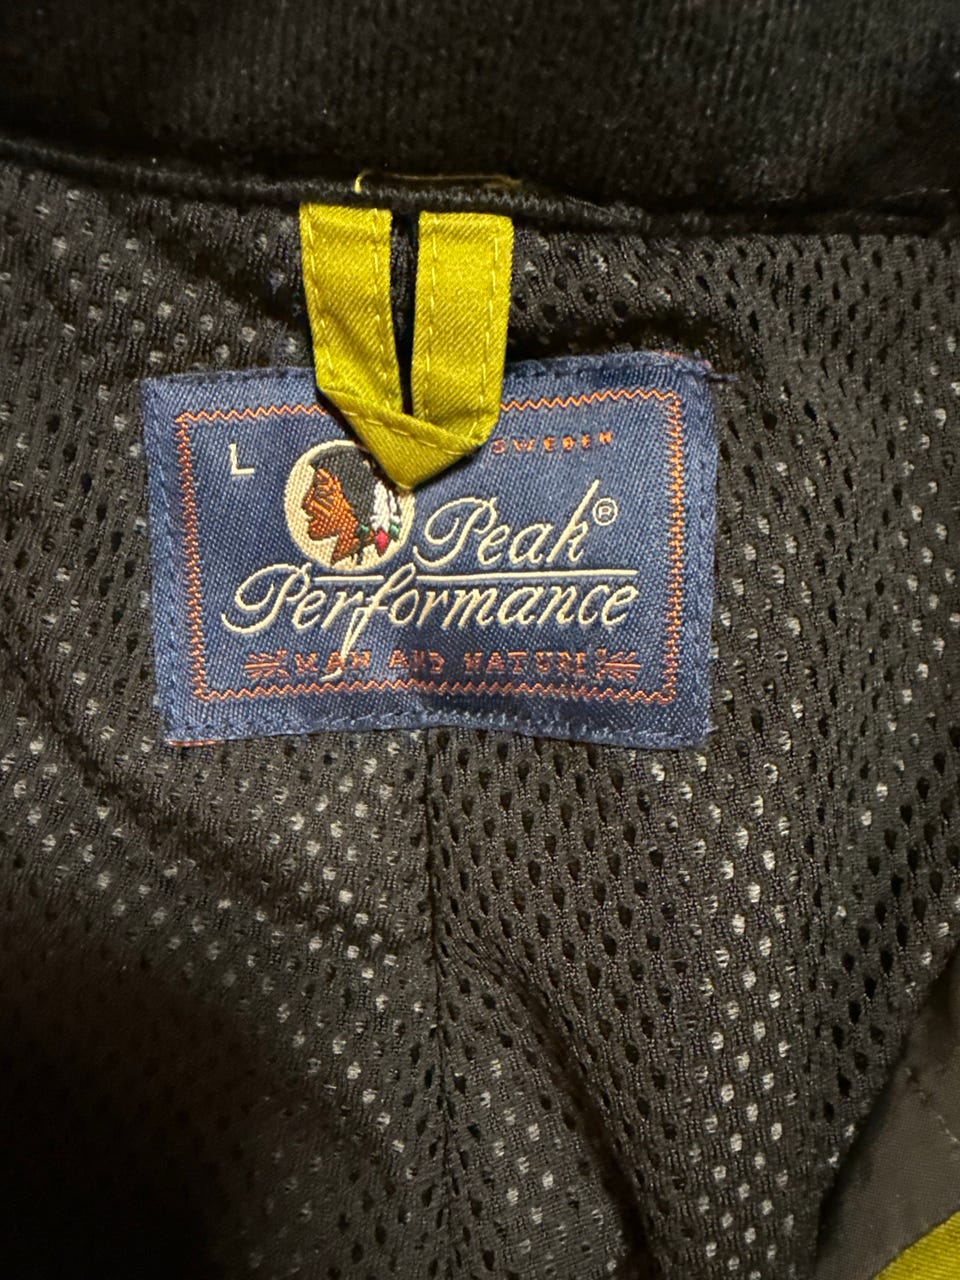 L SWEDEN
Peak®
Performance
MAN AND NATURE